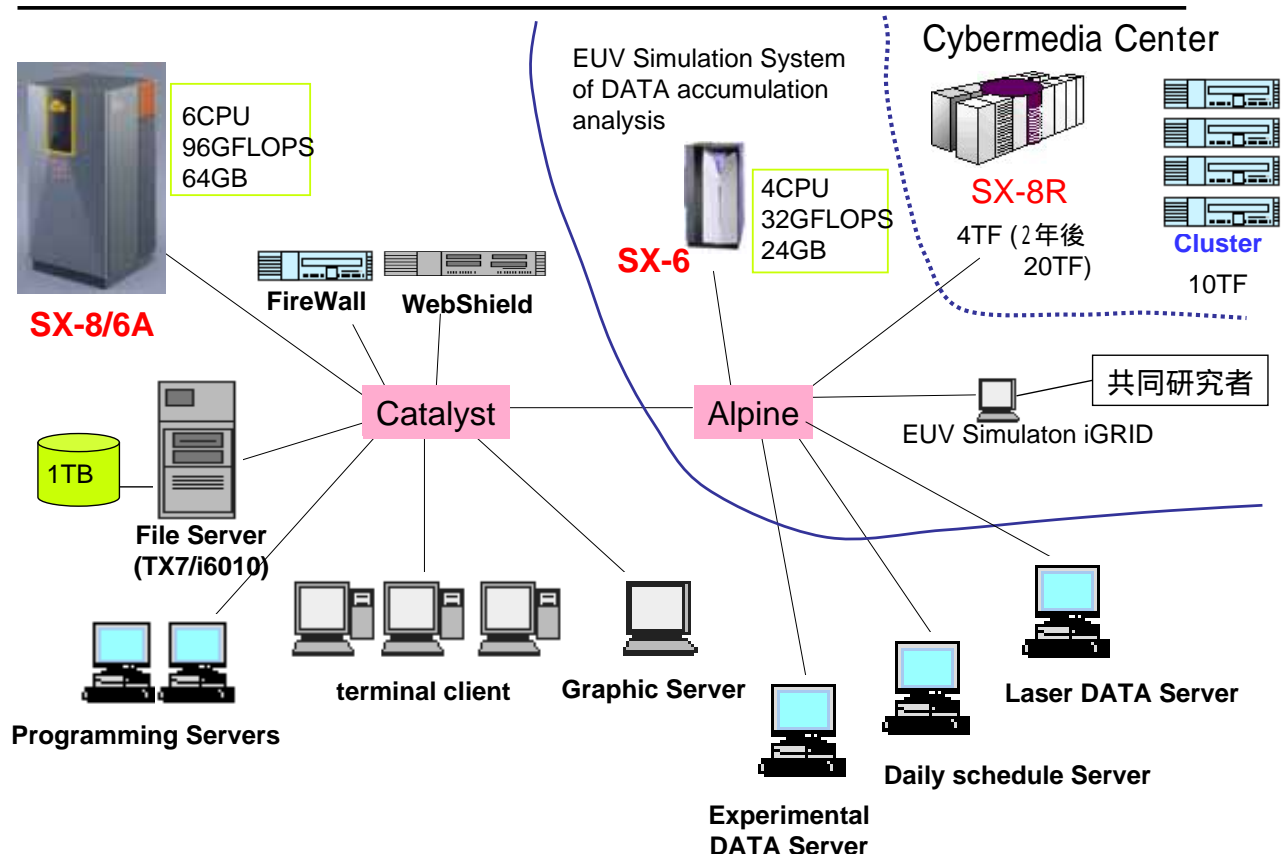 Cybermedia Center
EUV Simulation System
of DATA accumulation
analysis
6CPU
96GFLOPS
64GB
SX-8/6A
FireWall
WebShield
4CPU
32GFLOPS
24GB
SX-6
SX-8R
4TF (2年後
20TF)
Cluster
10TF
Catalyst
Alpine
共同研究者
EUV Simulaton iGRID
1TB
File Server
(TX7/i6010)
Programming Servers
terminal client
Graphic Server
Laser DATA Server
Daily schedule Server
Experimental
DATA Server